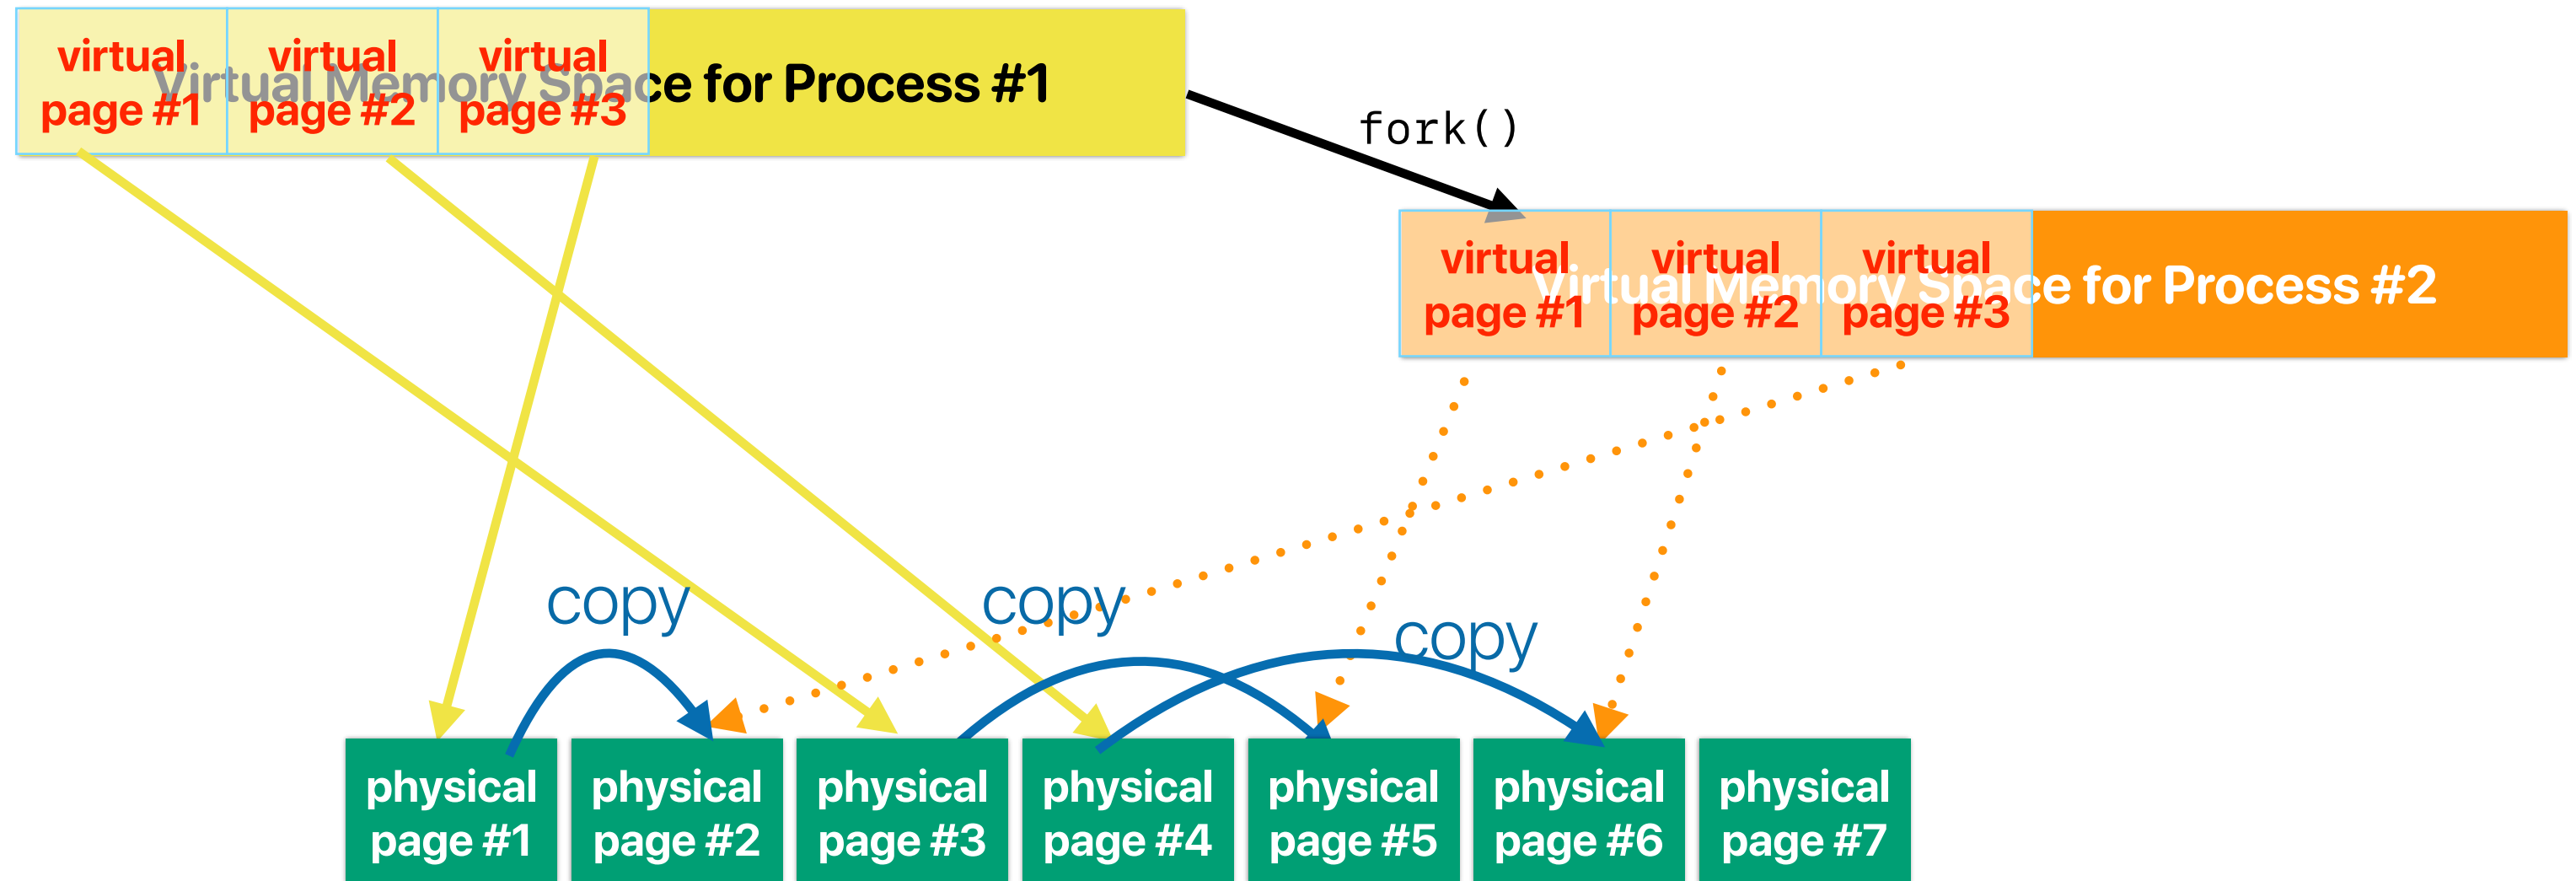 virtual page #1
virtual page #2
virtual page #3
Virtual Memory Space for Process #1
fork()
virtual page #1
virtual page #2
virtual page #3
Virtual Memory Space for Process #2
copy
copy
copy
physical page #1
physical page #2
physical page #3
physical page #4
physical page #5
physical page #6
physical page #7